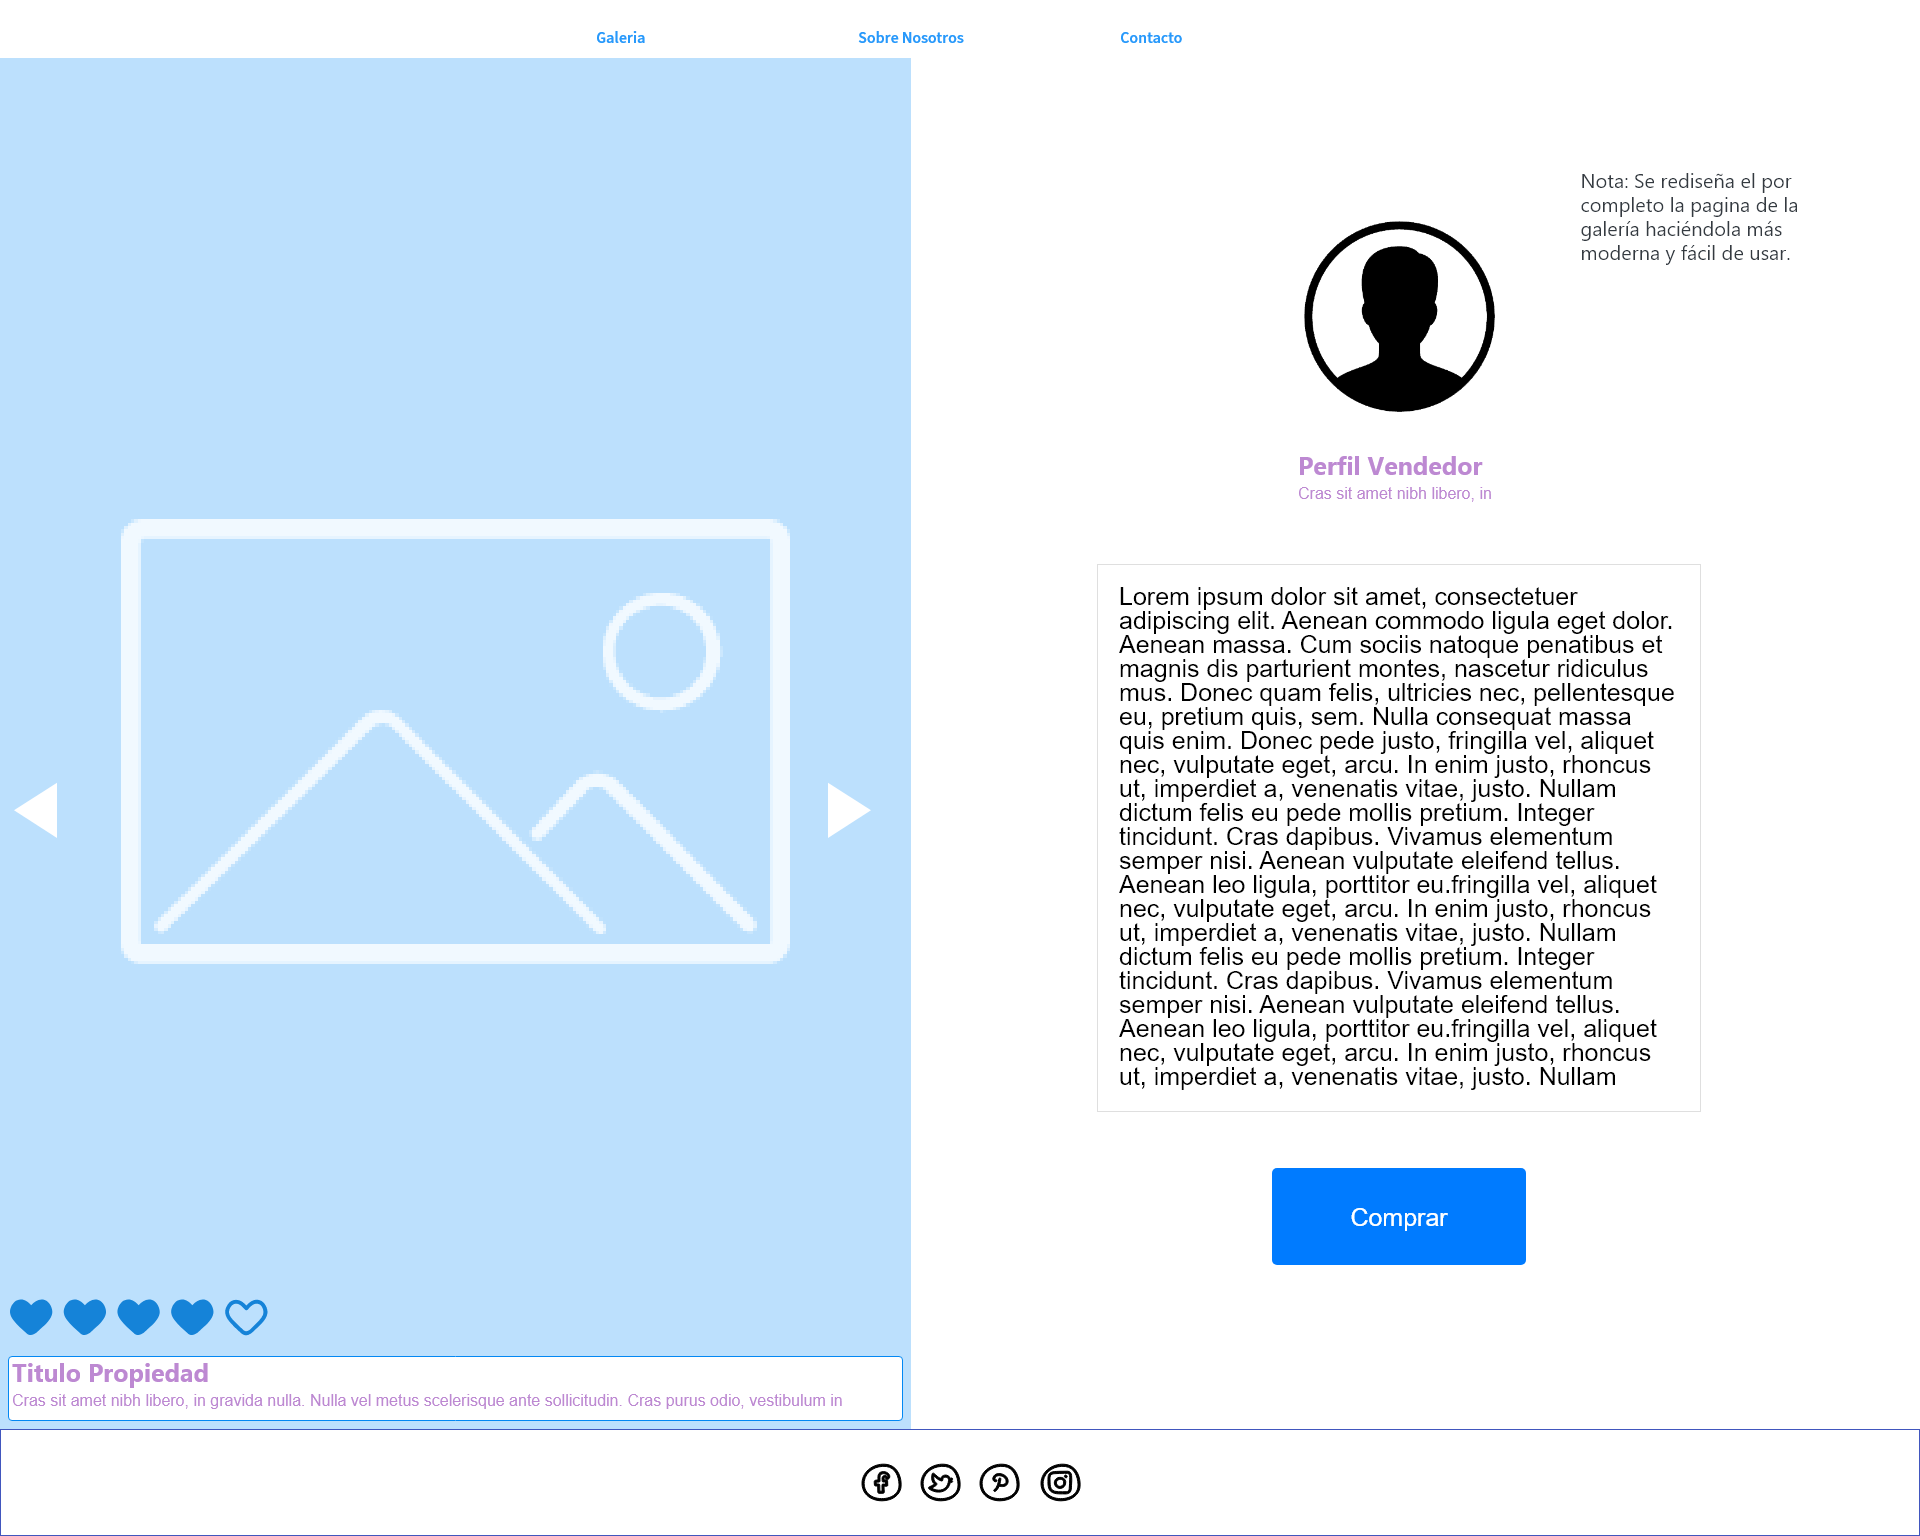 Galeria
Sobre Nosotros
Contacto
Nota: Se rediseña el por
completo la pagina de la
galería haciéndola más
moderna y fácil de usar.
Perfil Vendedor
Cras sit amet nibh libero, in
Lorem ipsum dolor sit amet, consectetuer
adipiscing elit. Aenean commodo ligula eget dolor.
Aenean massa. Cum sociis natoque penatibus et
magnis dis parturient montes, nascetur ridiculus
mus. Donec quam felis, ultricies nec, pellentesque
eu, pretium quis, sem. Nulla consequat massa
quis enim. Donec pede justo, fringilla vel, aliquet
nec, vulputate eget, arcu. In enim justo, rhoncus
ut, imperdiet a, venenatis vitae, justo. Nullam
dictum felis eu pede mollis pretium. Integer
tincidunt. Cras dapibus. Vivamus elementum
semper nisi. Aenean vulputate eleifend tellus.
Aenean leo ligula, porttitor eu.fringilla vel, aliquet
nec, vulputate eget, arcu. In enim justo, rhoncus
ut, imperdiet a, venenatis vitae, justo. Nullam
dictum felis eu pede mollis pretium. Integer
tincidunt. Cras dapibus. Vivamus elementum
semper nisi. Aenean vulputate eleifend tellus.
Aenean leo ligula, porttitor eu.fringilla vel, aliquet
nec, vulputate eget, arcu. In enim justo, rhoncus
ut, imperdiet a, venenatis vitae, justo. Nullam
Comprar
Titulo Propiedad
Cras sit amet nibh libero, in gravida nulla. Nulla vel metus scelerisque ante sollicitudin. Cras purus odio, vestibulum in